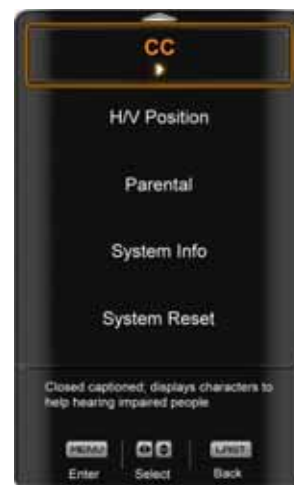 CC
H/V Position
Parental
System Info
System Reset
Closed captioned; displays characters to
help hearing impaired people
MENU LAST
Enter Select Back